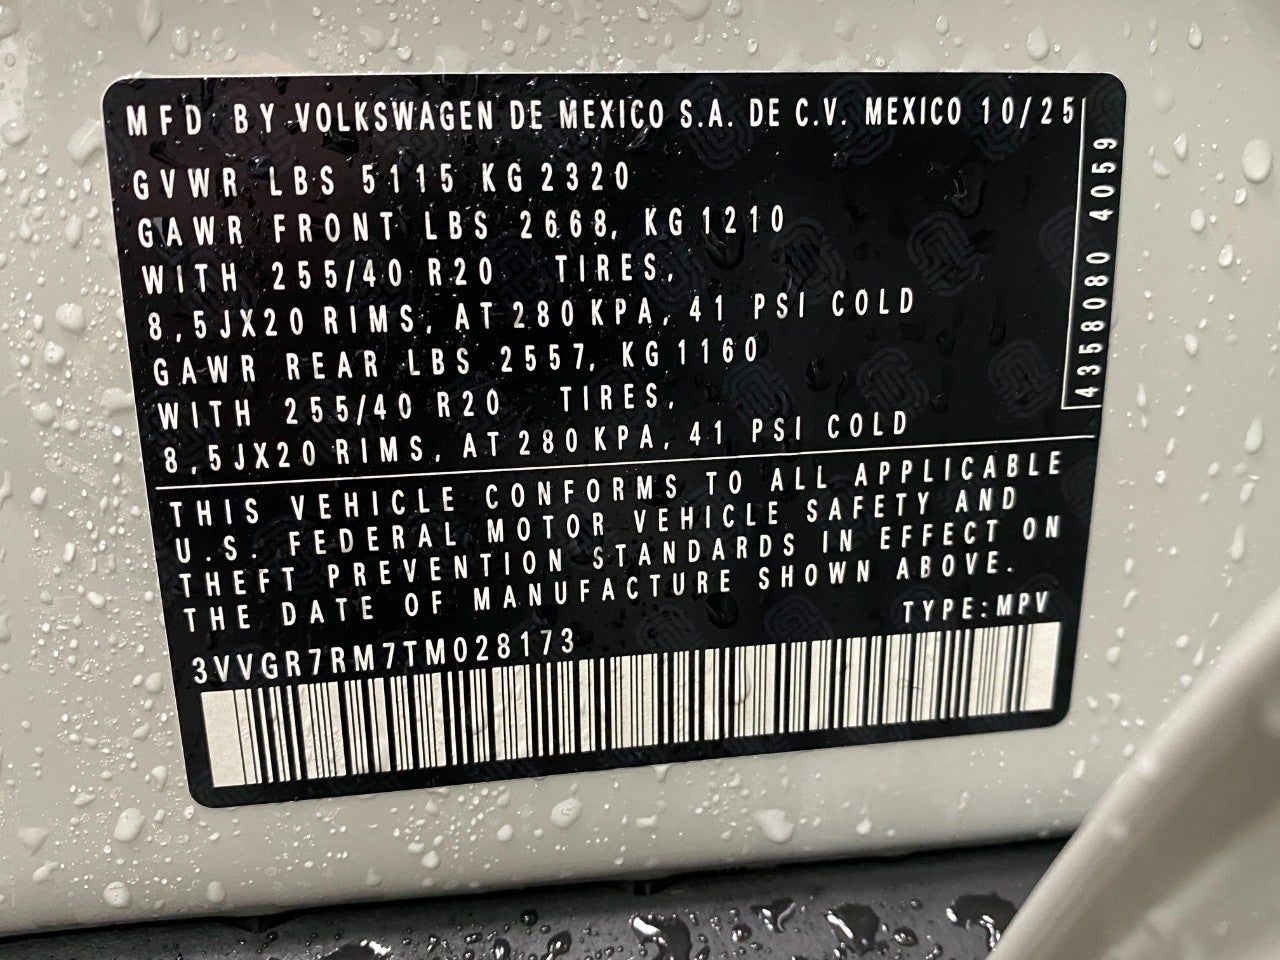 MFD BY VOLKSWAGEN DE MEXICO S.A. DE C.V. MEXICO 10/25
GVWR LBS 5115 KG 2320
GAWR FRONT LBS 2668, KG 1210
WITH 255/40 R20 TIRES,
8,5JX20 RIMS, AT 280 KPA, 41 PSI COLD
GAWR REAR LBS 2557, KG 1160
WITH 255/40 R20 TIRES,
8,5JX20 RIMS, AT 280 KPA, 41 PSI COLD
4358080 4059
THIS VEHICLE CONFORMS TO ALL APPLICABLE
U.S. FEDERAL MOTOR VEHICLE SAFETY AND
THEFT PREVENTION STANDARDS IN EFFECT ON
THE DATE OF MANUFACTURE SHOWN ABOVE.
3VVGR7RM7TM028173 TYPE:MPV